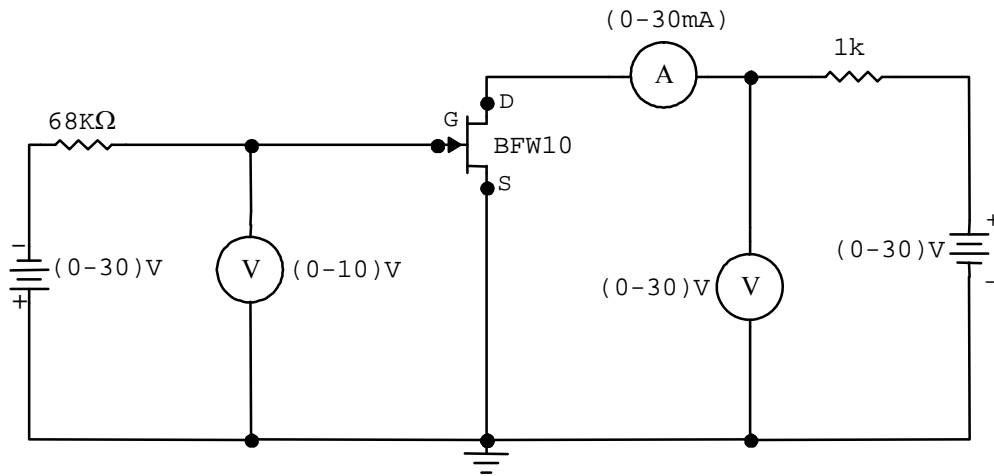 (0-30mA)
1k
A
D
68KΩ
G
BFW10
S
-
+
(0-30)V
V
(0-10)V
(0-30)V
V
(0-30)V
+
-